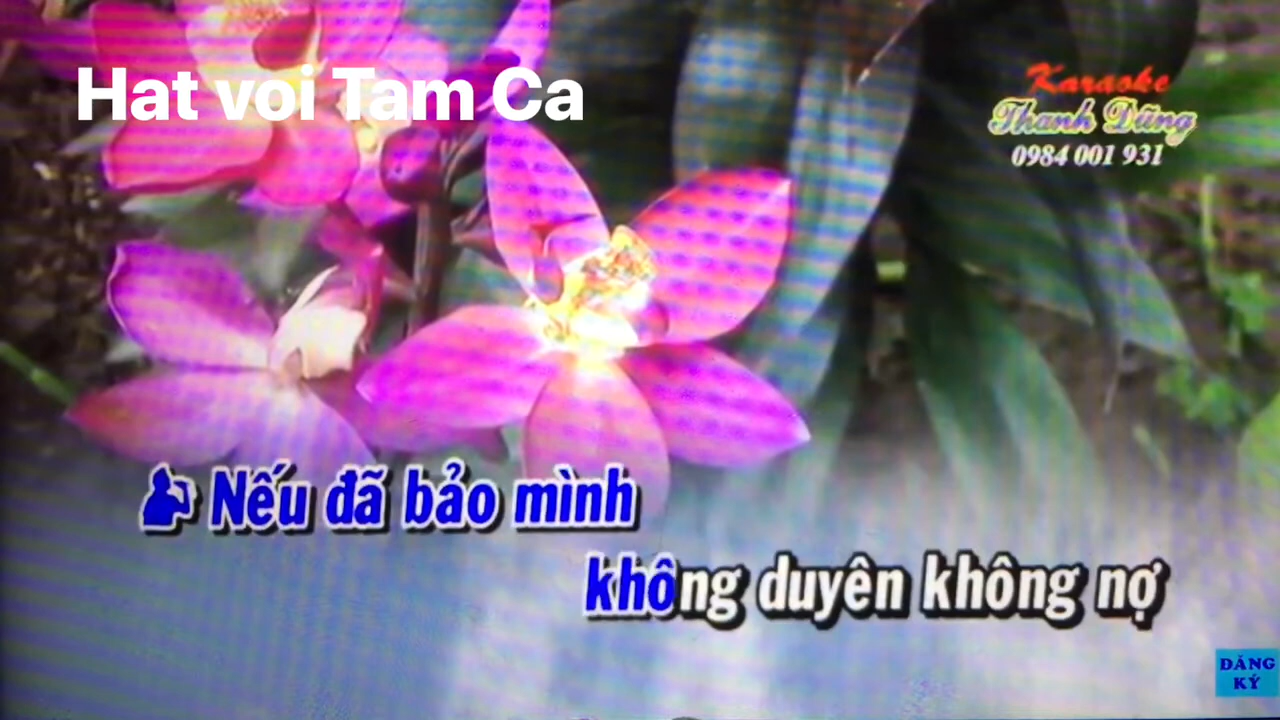 Hat voi Tam Ca
Karaoke
Thanh Dũng
0984 001 931
Nếu đã bảo mình
không duyên không nợ
ĐĂNG
KÝ